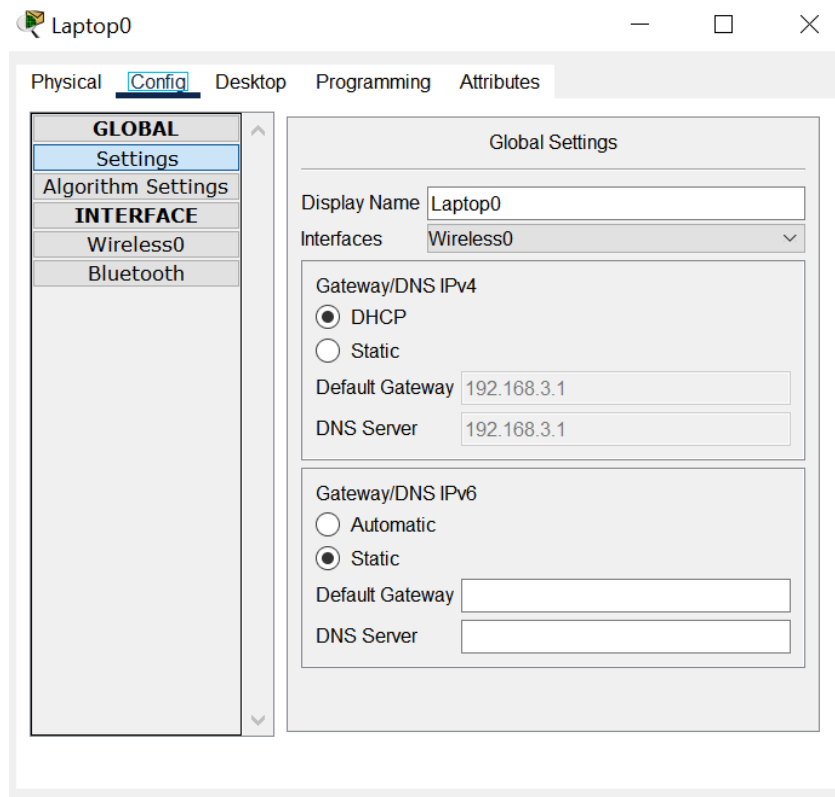 Laptop0
Physical Config Desktop Programming Attributes
GLOBAL
Settings
Algorithm Settings
INTERFACE
Wireless0
Bluetooth
Global Settings
Display Name Laptop0
Interfaces Wireless0
Gateway/DNS IPv4
DHCP
Static
Default Gateway 192.168.3.1
DNS Server 192.168.3.1
Gateway/DNS IPv6
Automatic
Static
Default Gateway
DNS Server